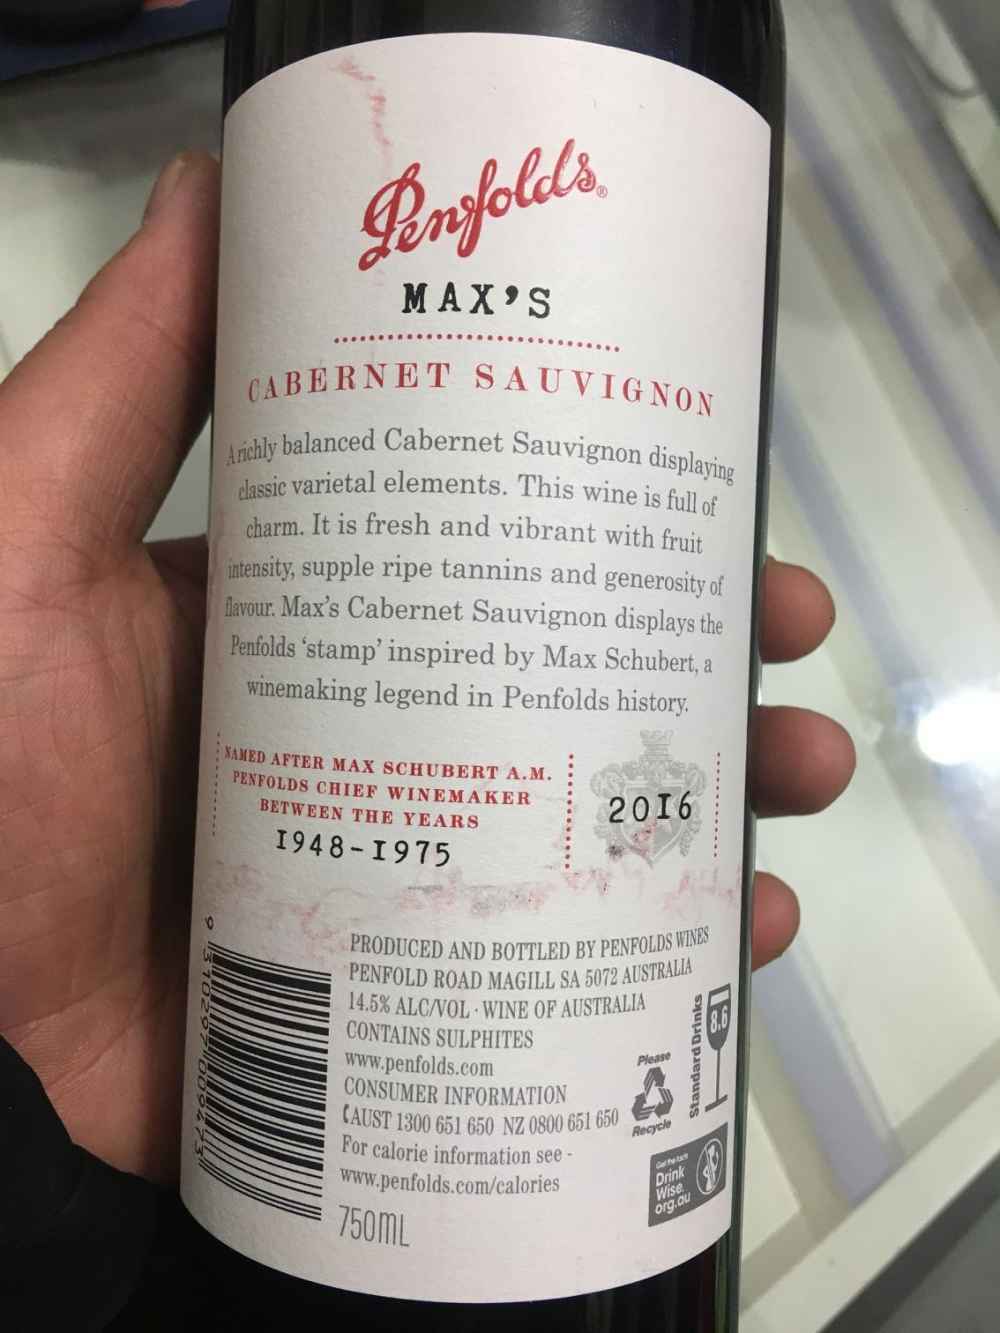 Penfolds®
MAX'S
CABERNET SAUVIGNON
A richly balanced Cabernet Sauvignon displaying
classic varietal elements. This wine is full of
charm. It is fresh and vibrant with fruit
intensity, supple ripe tannins and generosity of
flavour. Max's Cabernet Sauvignon displays the
Penfolds 'stamp' inspired by Max Schubert, a
winemaking legend in Penfolds history.
NAMED AFTER MAX SCHUBERT A.M.
PENFOLDS CHIEF WINEMAKER
BETWEEN THE YEARS
1948-1975
2016
PRODUCED AND BOTTLED BY PENFOLDS WINES
PENFOLD ROAD MAGILL SA 5072 AUSTRALIA
14.5% ALC/VOL · WINE OF AUSTRALIA
CONTAINS SULPHITES
www.penfolds.com
CONSUMER INFORMATION
AUST 1300 651 650 NZ 0800 651 650
For calorie information see -
www.penfolds.com/calories
750ML
9 310297 009473
Please
Recycle
Standard Drinks
8.6
Get the facts
Drink
Wise.
org.au